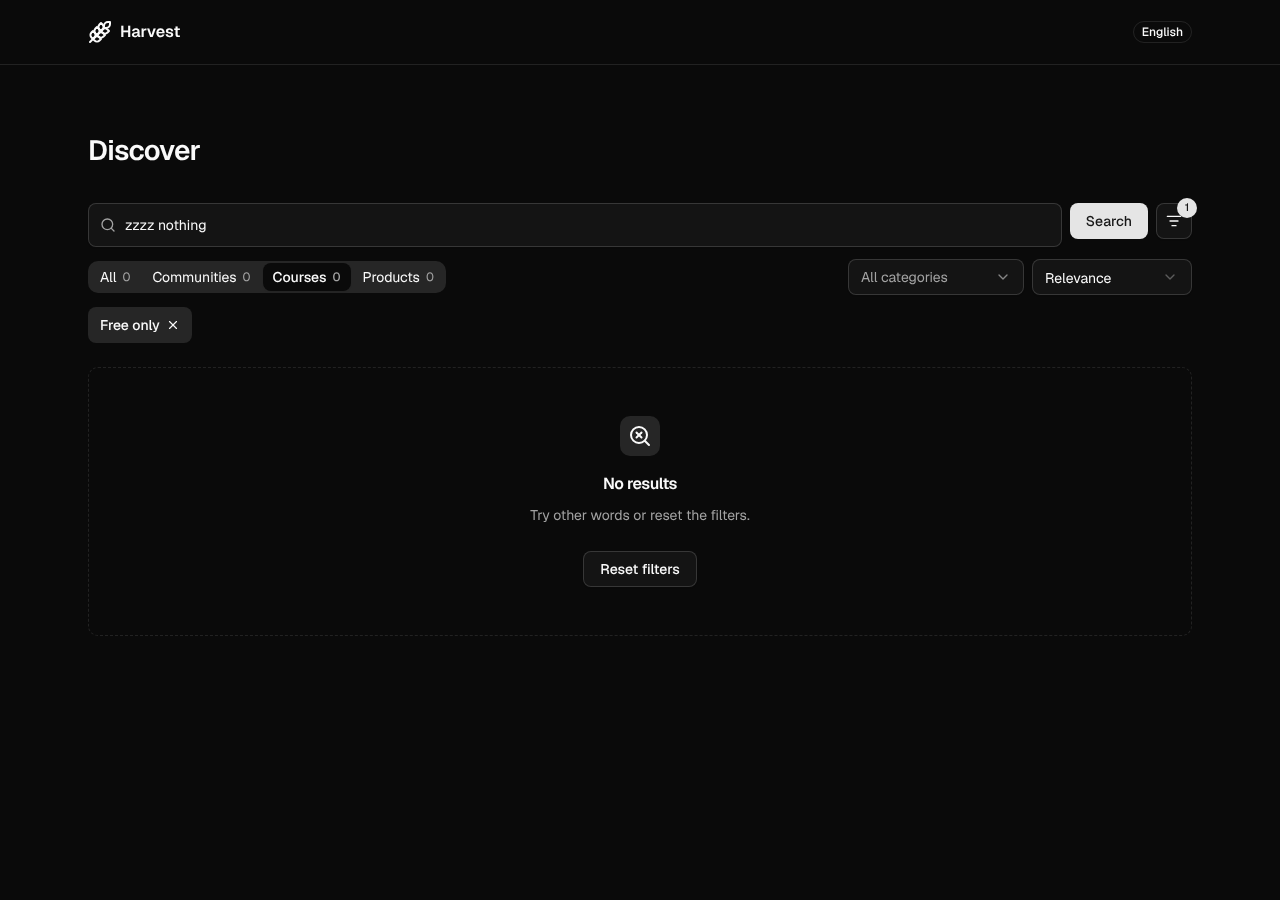 Harvest
English
Discover
zzzz nothing
Search
1
All 0
Communities 0
Courses 0
Products 0
All categories
Relevance
Free only
No results
Try other words or reset the filters.
Reset filters